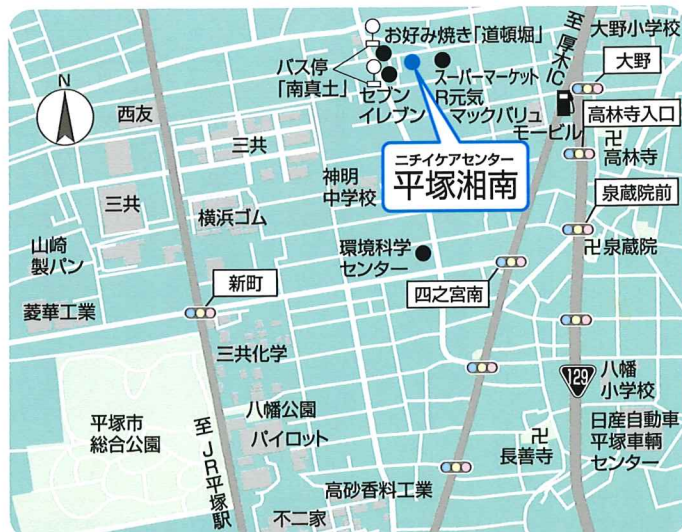 大野小学校
至 厚木IC
お好み焼き「道頓堀」
大野
バス停
「南真土」
セブン
イレブン
スーパーマーケット
R元気
マックバリュ
モービル
高林寺入口
高林寺
N
西友
三共
ニチイケアセンター
平塚湘南
神明
中学校
三共
横浜ゴム
泉蔵院前
泉蔵院
山崎
製パン
環境科学
センター
新町
四之宮南
菱華工業
三共化学
129
八幡
小学校
八幡公園
パイロット
平塚市
総合公園
至 JR平塚駅
日産自動車
平塚車輌
センター
長善寺
高砂香料工業
不二家